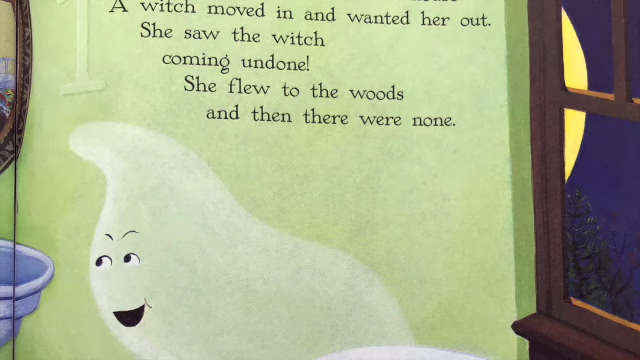 A witch moved in and wanted her out.
She saw the witch
coming undone!
She flew to the woods
and then there were none.